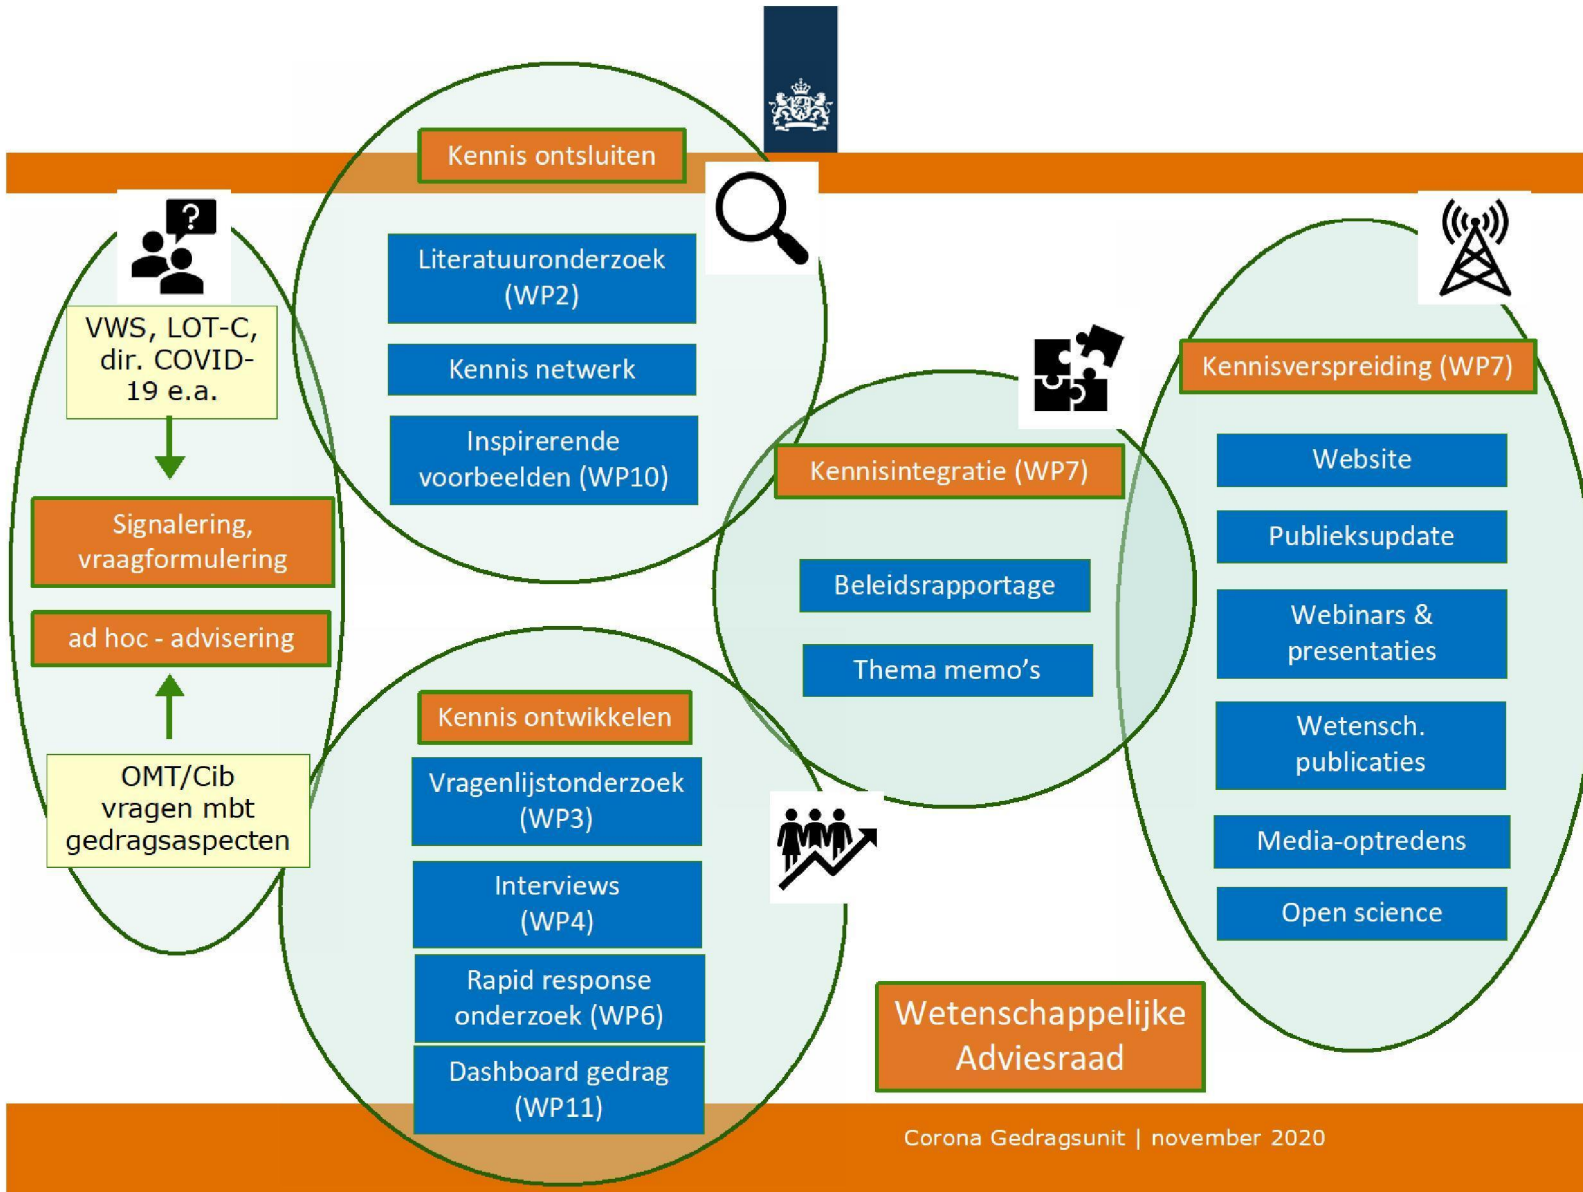 Kennis ontsluiten
Literatuuronderzoek
(WP2)
Kennis netwerk
Inspirerende
voorbeelden (WP10)
?
VWS, LOT-C,
dir. COVID-
19 e.a.
Signalering,
vraagformulering
ad hoc - advisering
OMT/Cib
vragen mbt
gedragsaspecten
Kennis ontwikkelen
Vragenlijstonderzoek
(WP3)
Interviews
(WP4)
Rapid response
onderzoek (WP6)
Dashboard gedrag
(WP11)
Kennisintegratie (WP7)
Beleidsrapportage
Thema memo's
Kennisverspreiding (WP7)
Website
Publieksupdate
Webinars &
presentaties
Wetensch.
publicaties
Media-optredens
Open science
Wetenschappelijke
Adviesraad
Corona Gedragsunit | november 2020